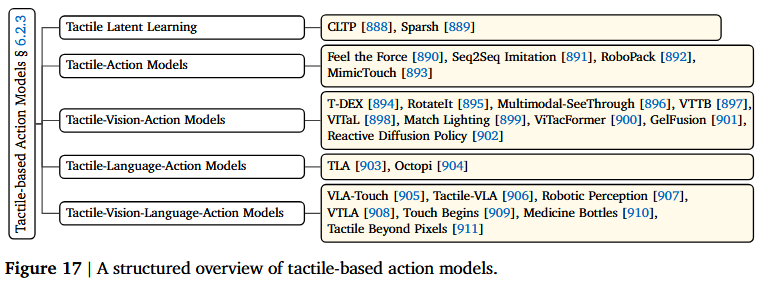 Tactile-based Action Models § 6.2.3
Tactile Latent Learning
CLTP [888], Sparsh [889]
Tactile-Action Models
Feel the Force [890], Seq2Seq Imitation [891], RoboPack [892],
MimicTouch [893]
Tactile-Vision-Action Models
T-DEX [894], RotateIt [895], Multimodal-SeeThrough [896], VTTB [897],
VITaL [898], Match Lighting [899], ViTacFormer [900], GelFusion [901],
Reactive Diffusion Policy [902]
Tactile-Language-Action Models
TLA [903], Octopi [904]
Tactile-Vision-Language-Action Models
VLA-Touch [905], Tactile-VLA [906], Robotic Perception [907],
VTLA [908], Touch Begins [909], Medicine Bottles [910],
Tactile Beyond Pixels [911]
Figure 17 | A structured overview of tactile-based action models.